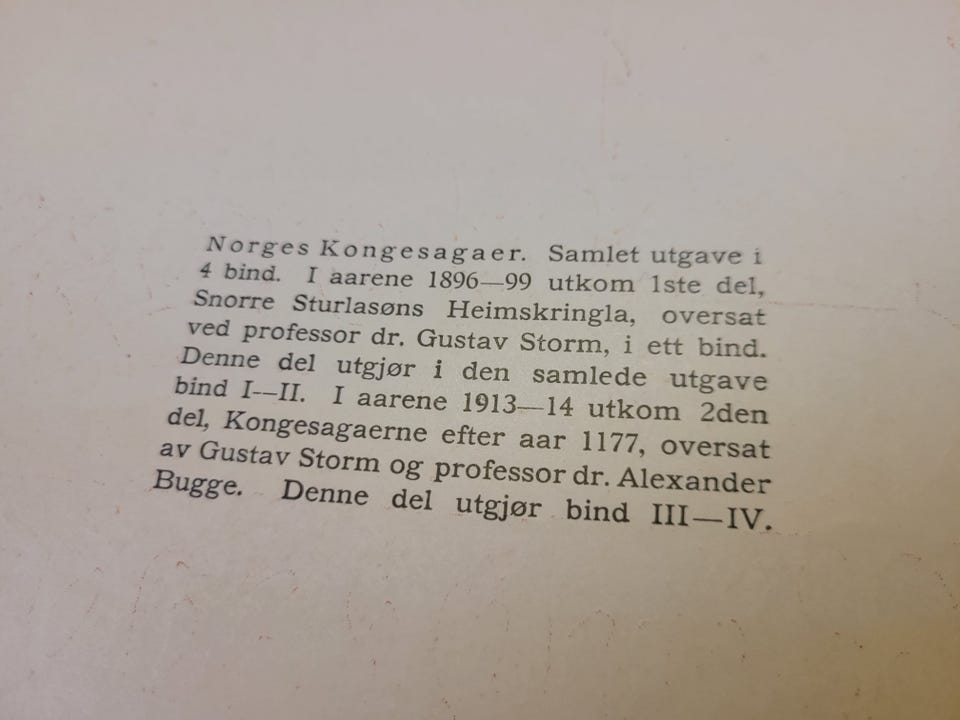 Norges Kongesagaer. Samlet utgave i
4 bind. I aarene 1896—99 utkom 1ste del,
Snorre Sturlasøns Heimskringla, oversat
ved professor dr. Gustav Storm, i ett bind.
Denne del utgjør i den samlede utgave
bind I—II. I aarene 1913—14 utkom 2den
del, Kongesagaerne efter aar 1177, oversat
av Gustav Storm og professor dr. Alexander
Bugge. Denne del utgjør bind III—IV.